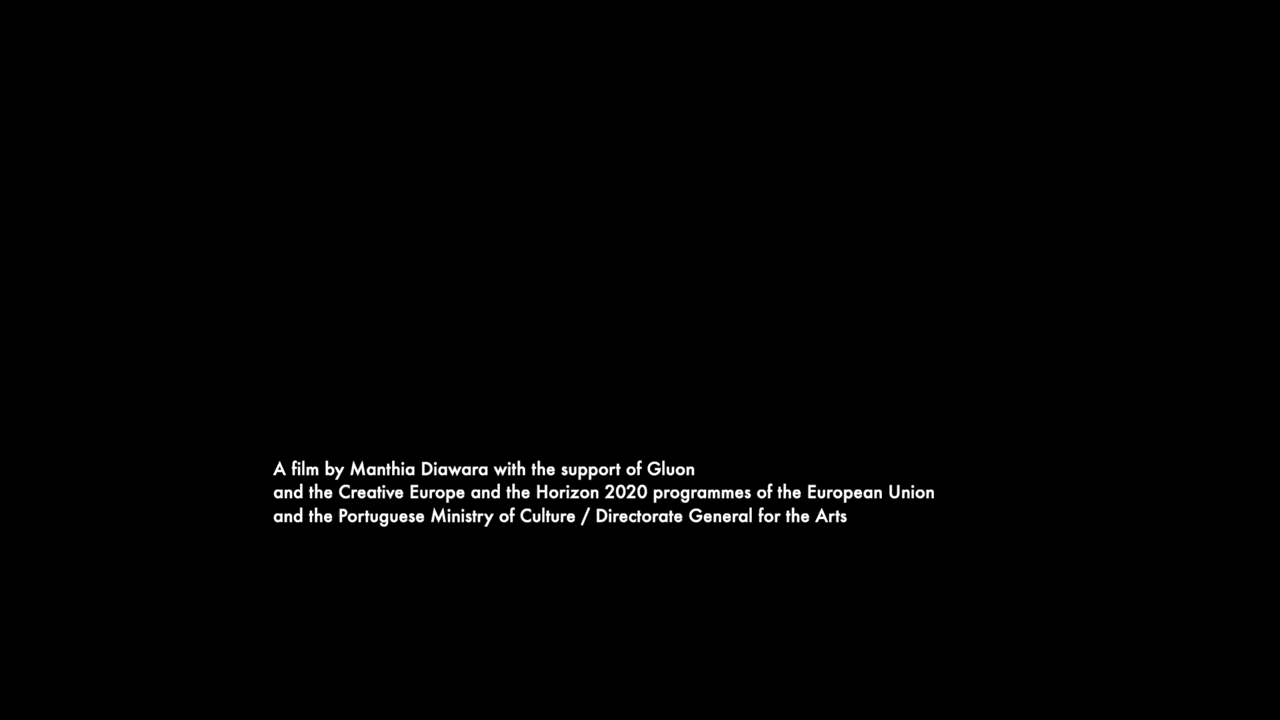 A film by Manthia Diawara with the support of Gluon
and the Creative Europe and the Horizon 2020 programmes of the European Union
and the Portuguese Ministry of Culture / Directorate General for the Arts